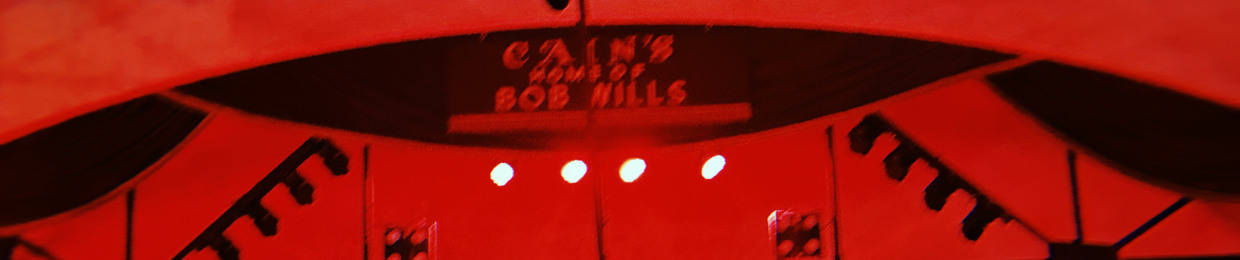 CAIN'S
HOME OF
BOB WILLS